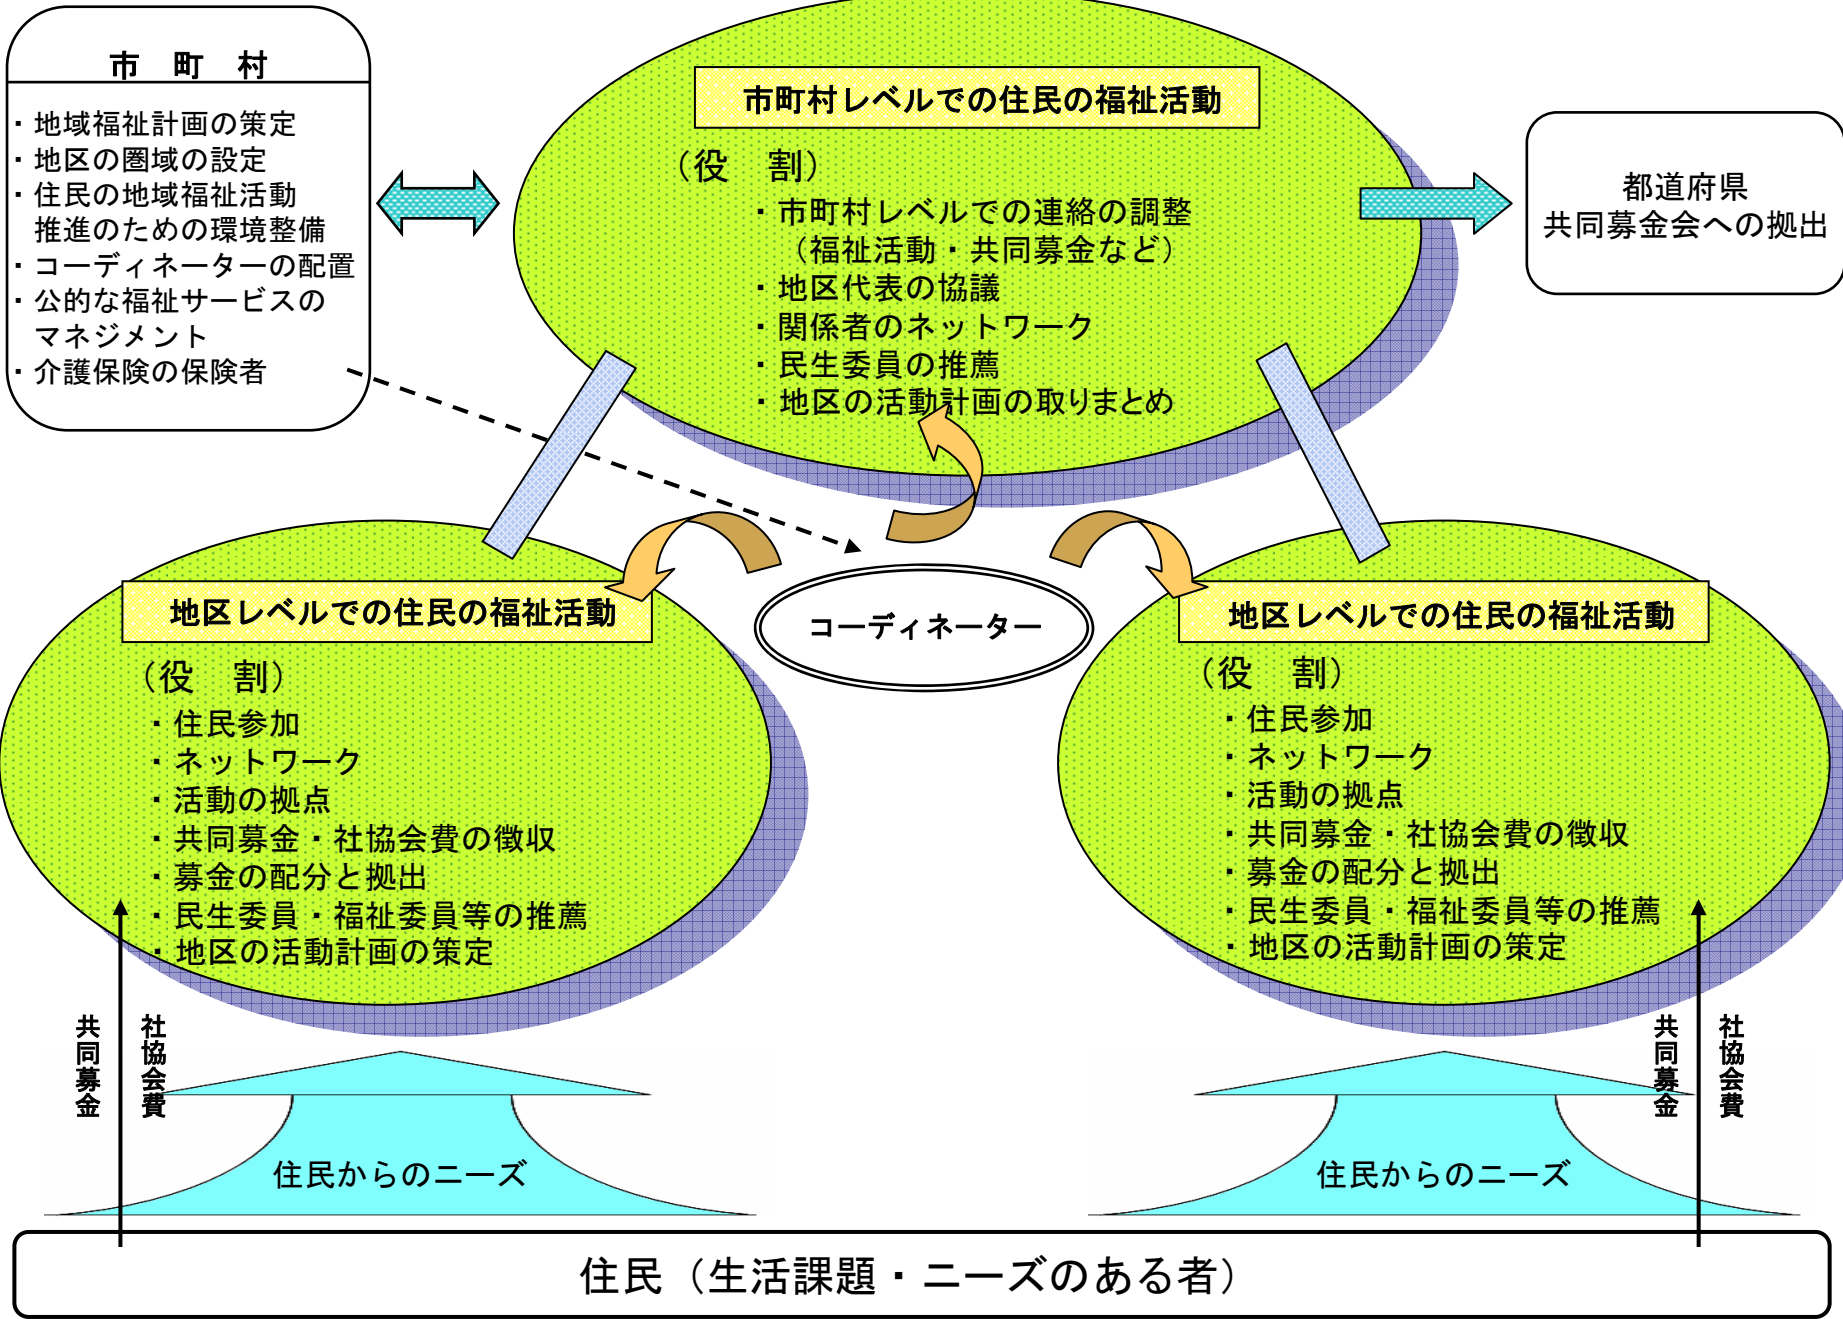 市　町　村
・地域福祉計画の策定
・地区の圏域の設定
・住民の地域福祉活動
推進のための環境整備
・コーディネーターの配置
・公的な福祉サービスの
マネジメント
・介護保険の保険者
市町村レベルでの住民の福祉活動
（役　割）
・市町村レベルでの連絡の調整
（福祉活動・共同募金など）
・地区代表の協議
・関係者のネットワーク
・民生委員の推薦
・地区の活動計画の取りまとめ
都道府県
共同募金会への拠出
コーディネーター
地区レベルでの住民の福祉活動
（役　割）
・住民参加
・ネットワーク
・活動の拠点
・共同募金・社協会費の徴収
・募金の配分と拠出
・民生委員・福祉委員等の推薦
・地区の活動計画の策定
地区レベルでの住民の福祉活動
（役　割）
・住民参加
・ネットワーク
・活動の拠点
・共同募金・社協会費の徴収
・募金の配分と拠出
・民生委員・福祉委員等の推薦
・地区の活動計画の策定
共同募金
社協会費
住民からのニーズ
共同募金
社協会費
住民からのニーズ
住民（生活課題・ニーズのある者）